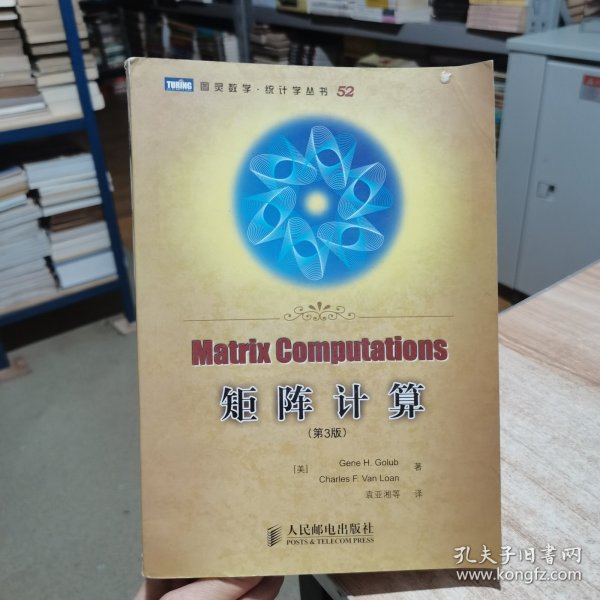 TURING 图灵数学·统计学丛书 52
Matrix Computations
矩阵计算
(第3版)
[美] Gene H. Golub
Charles F. Van Loan 著
袁亚湘等 译
人民邮电出版社
POSTS & TELECOM PRESS
孔夫子旧书网
www.kongfz.com